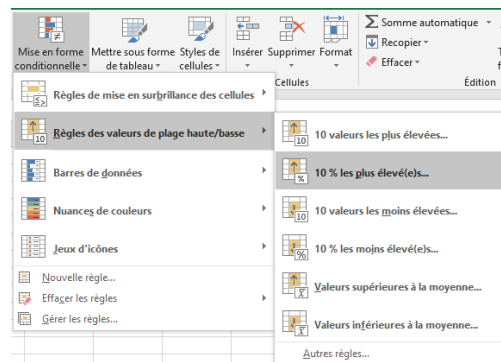 Mise en forme
conditionnelle
Mettre sous forme
de tableau
Styles de
cellules
Insérer
Supprimer
Format
Cellules
Somme automatique
Recopier
Effacer
Édition
Règles de mise en surbrillance des cellules
Règles des valeurs de plage haute/basse
Barres de données
Nuances de couleurs
Jeux d'icônes
Nouvelle règle...
Effacer les règles
Gérer les règles...
10 valeurs les plus élevées...
10 % les plus élevé(e)s...
10 valeurs les moins élevées...
10 % les moins élevé(e)s...
Valeurs supérieures à la moyenne...
Valeurs inférieures à la moyenne...
Autres règles...